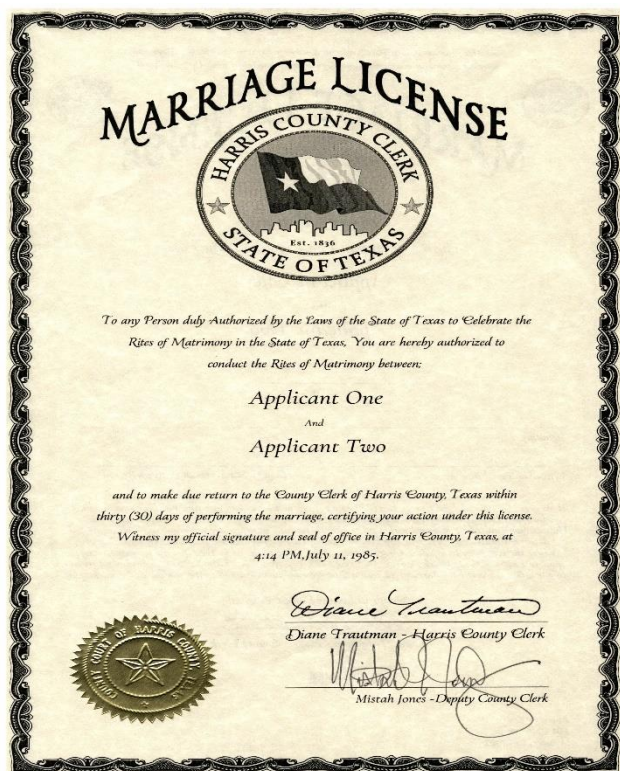 MARRIAGE LICENSE
HARRIS COUNTY CLERK
Est. 1836
STATE OF TEXAS
To any Person duly Authorized by the Laws of the State of Texas to Celebrate the
Rites of Matrimony in the State of Texas, You are hereby authorized to
conduct the Rites of Matrimony between:
Applicant One
And
Applicant Two
and to make due return to the County Clerk of Harris County, Texas within
thirty (30) days of performing the marriage, certifying your action under this license.
Witness my official signature and seal of office in Harris County, Texas, at
4:14 PM,July 11, 1985.
Diane Trautman
Diane Trautman - Harris County Clerk
Mistah Jones
Mistah Jones -Deputy County Clerk
COUNTY COURT OF HARRIS COUNTY TEXAS